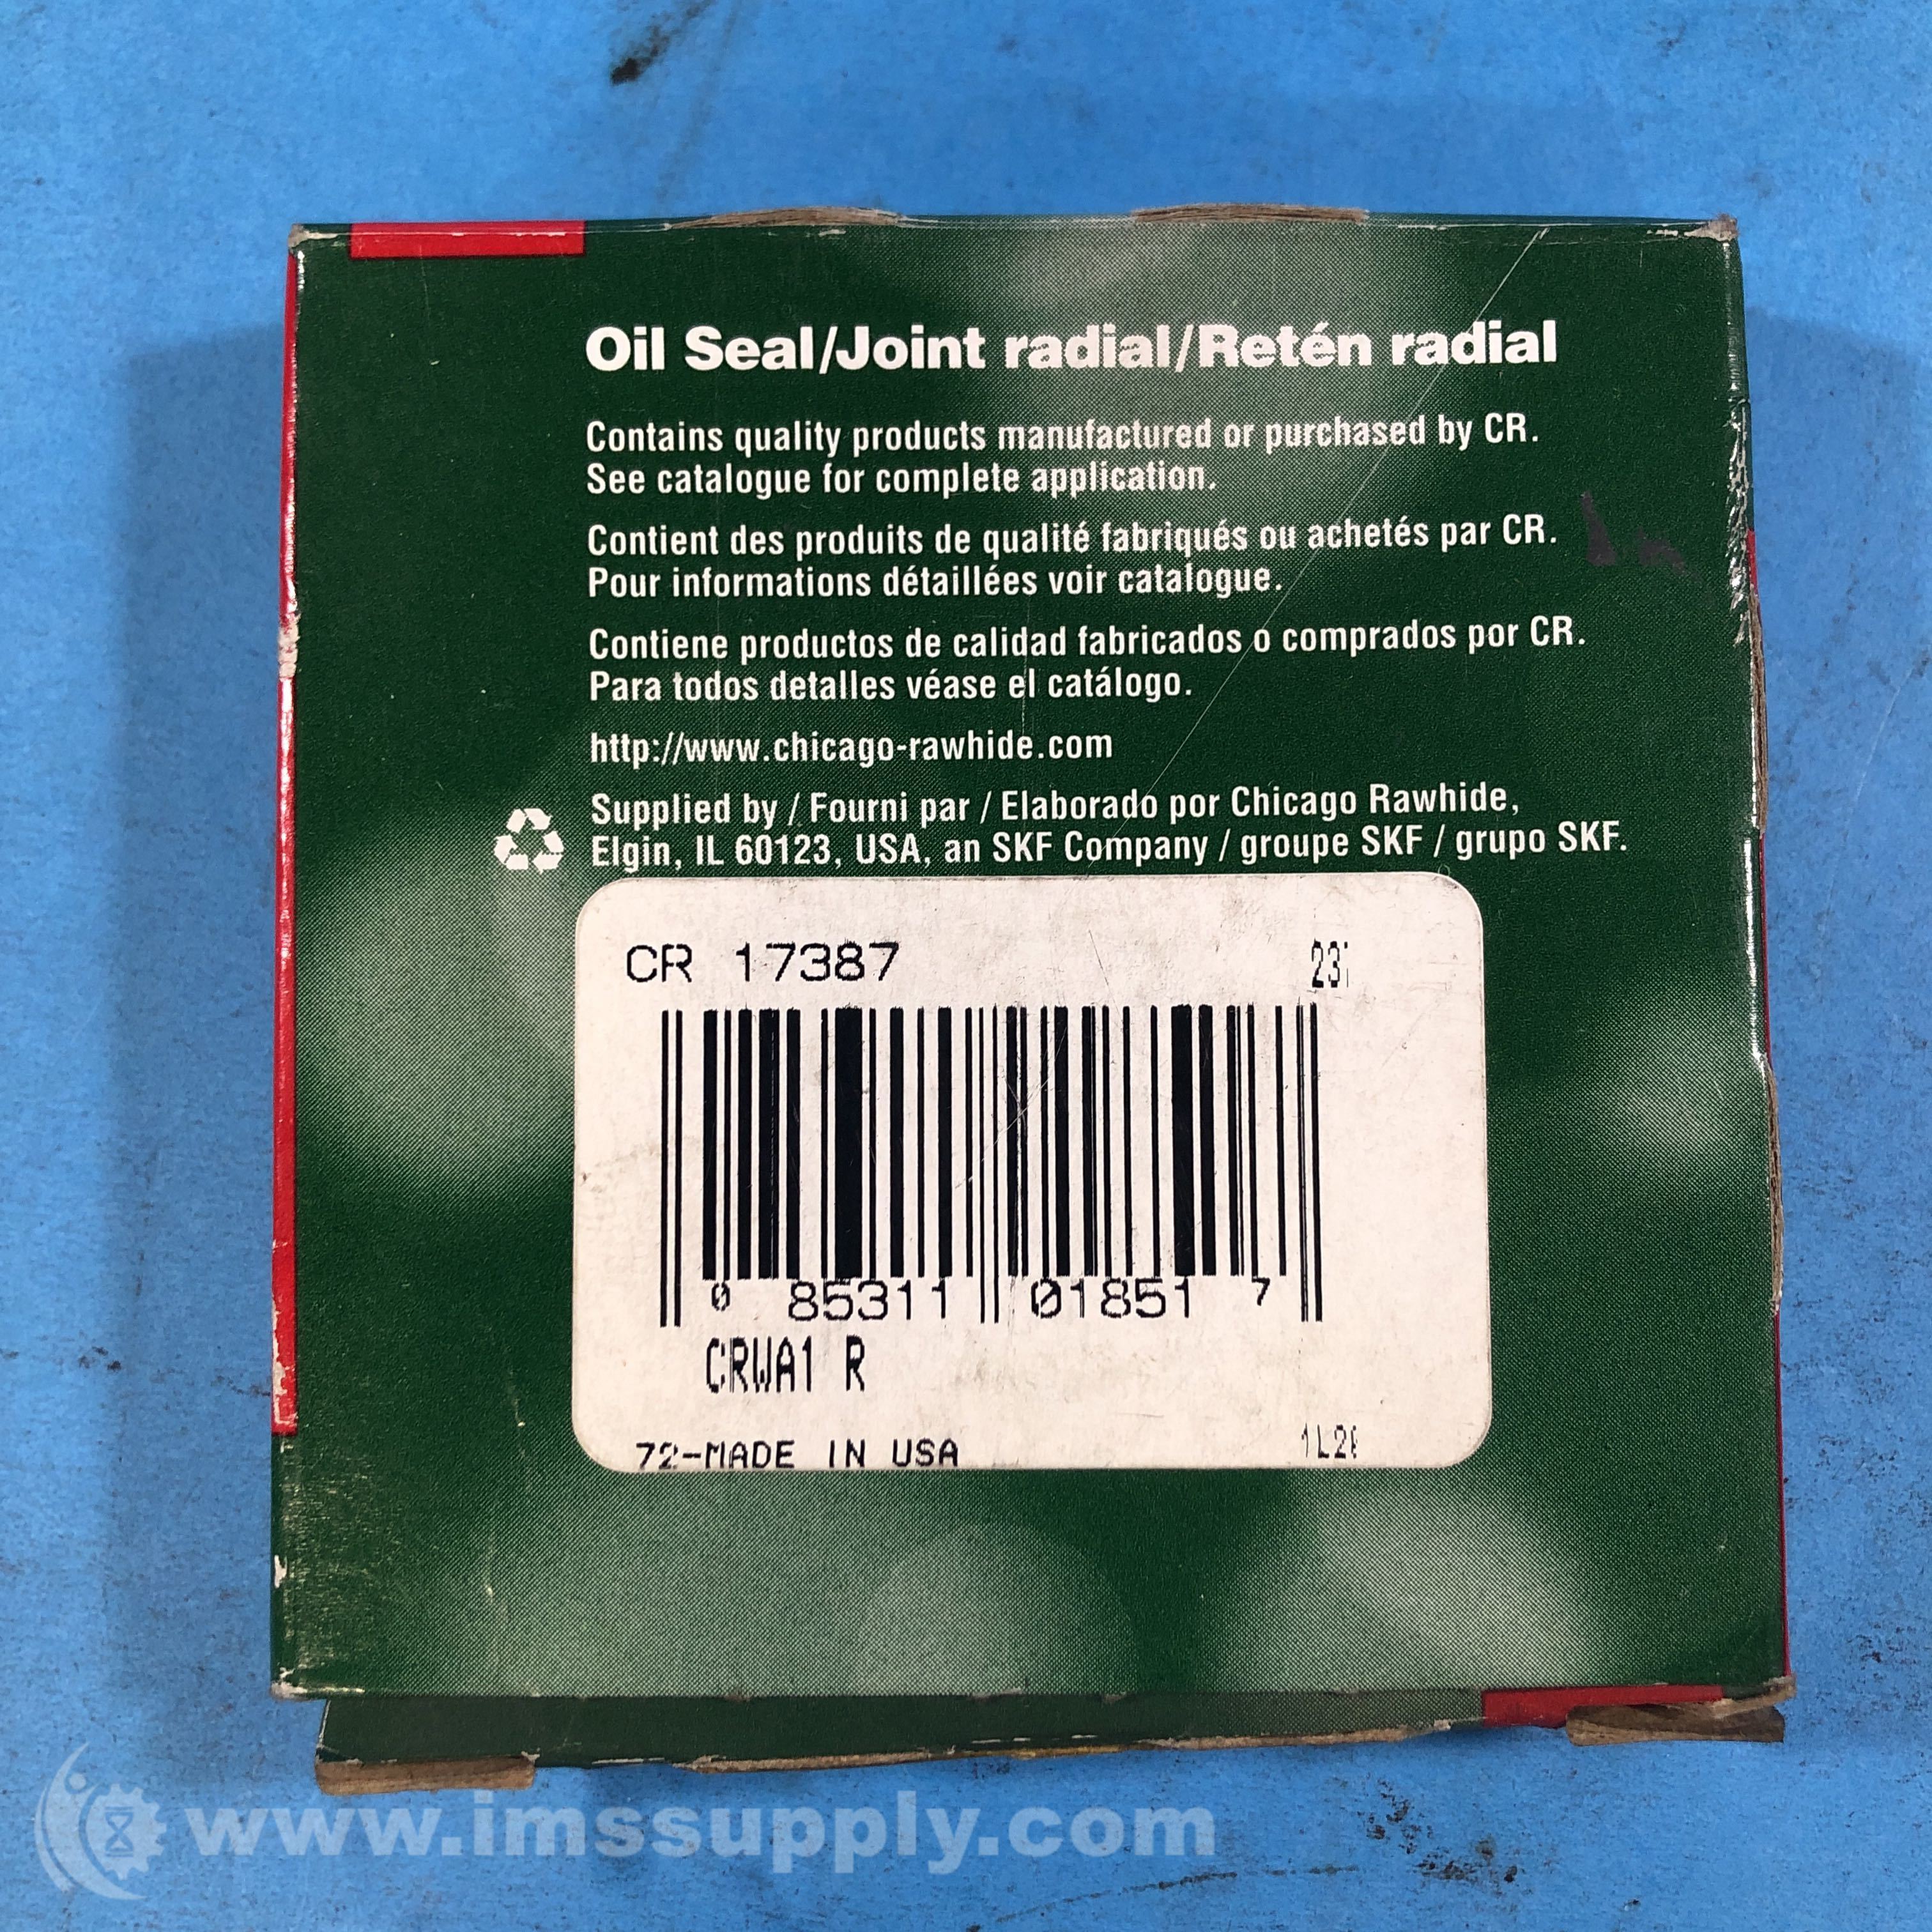 Oil Seal/Joint radial/Retén radial
Contains quality products manufactured or purchased by CR.
See catalogue for complete application.
Contient des produits de qualité fabriqués ou achetés par CR.
Pour informations détaillées voir catalogue.
Contiene productos de calidad fabricados o comprados por CR.
Para todos detalles véase el catálogo.
http://www.chicago-rawhide.com
Supplied by / Fourni par / Elaborado por Chicago Rawhide,
Elgin, IL 60123, USA, an SKF Company / groupe SKF / grupo SKF.
CR 17387
0 85311 01851 7
CRWA1 R
72-MADE IN USA
www.imssupply.com